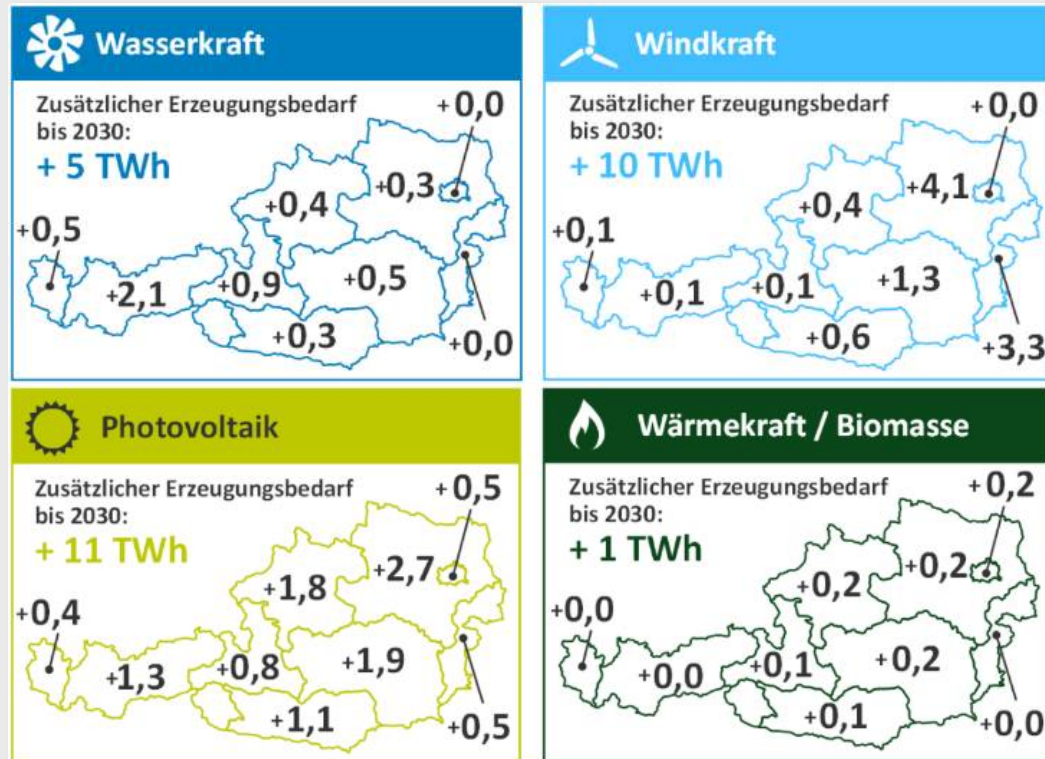 Wasserkraft
Zusätzlicher Erzeugungsbedarf
bis 2030:
+ 5 TWh
+0,0
+0,3
+0,4
+0,5
+2,1
+0,9
+0,5
+0,3
+0,0
Windkraft
Zusätzlicher Erzeugungsbedarf
bis 2030:
+ 10 TWh
+0,0
+4,1
+0,4
+0,1
+0,1
+0,1
+1,3
+0,6
+3,3
Photovoltaik
Zusätzlicher Erzeugungsbedarf
bis 2030:
+ 11 TWh
+0,5
+2,7
+1,8
+0,4
+1,3
+0,8
+1,9
+1,1
+0,5
Wärmekraft / Biomasse
Zusätzlicher Erzeugungsbedarf
bis 2030:
+ 1 TWh
+0,2
+0,2
+0,2
+0,0
+0,0
+0,1
+0,2
+0,1
+0,0